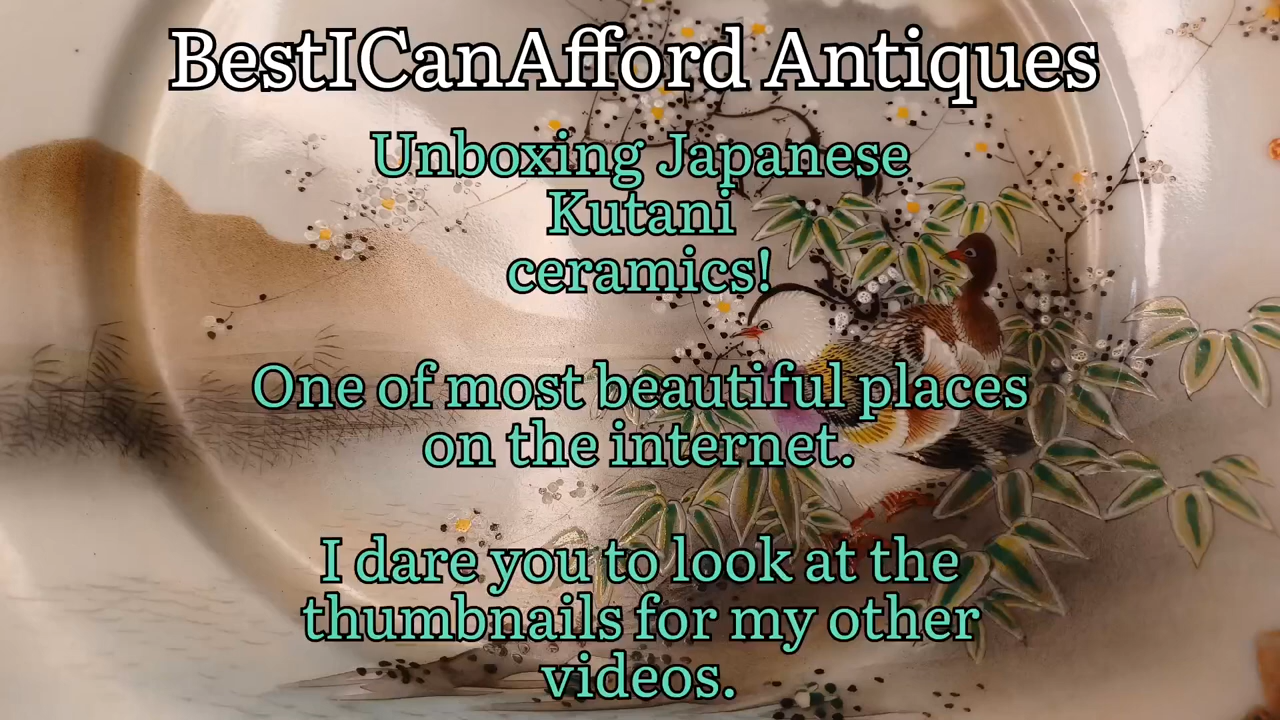 BestICanAfford Antiques
Unboxing Japanese
Kutani
ceramics!
One of most beautiful places
on the internet.
I dare you to look at the
thumbnails for my other
videos.